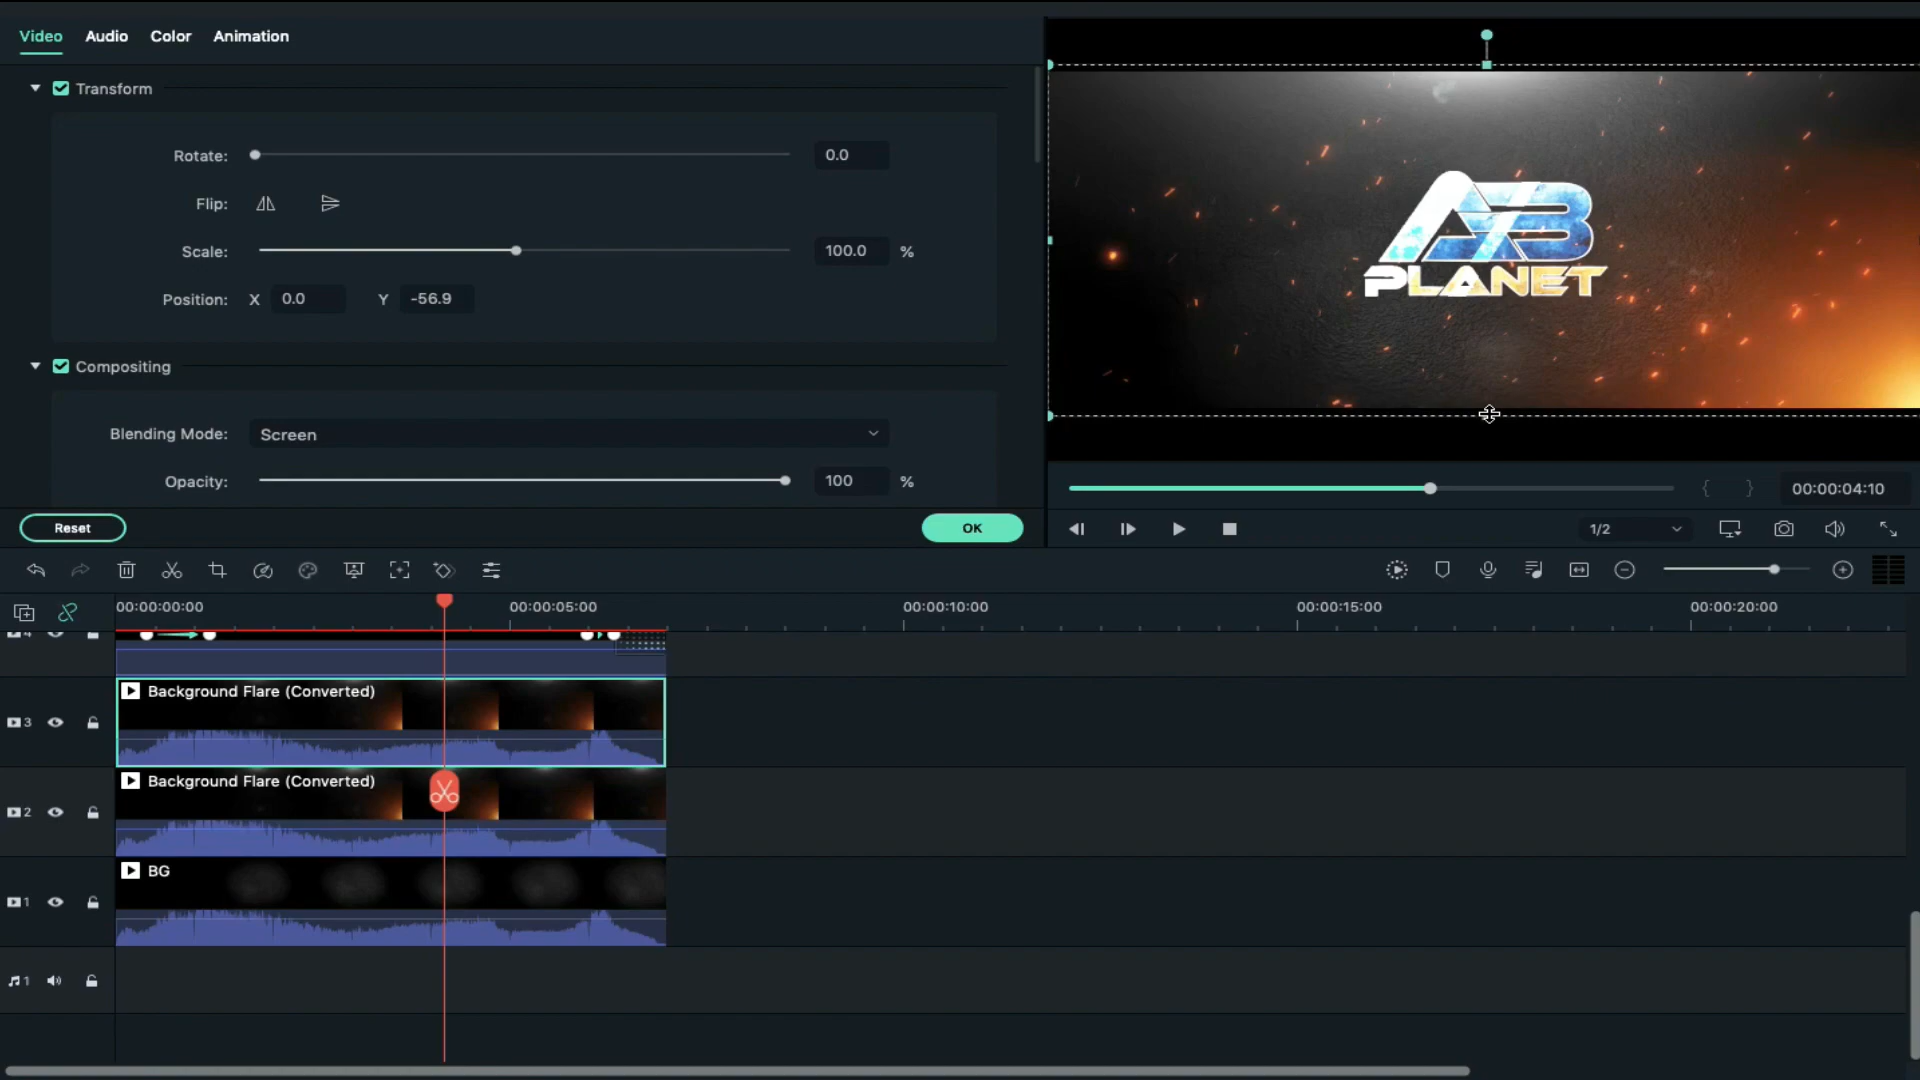 Video Audio Color Animation
Transform
Rotate: 0.0
Flip:
Scale: 100.0 %
Position: X 0.0 Y -56.9
Compositing
Blending Mode: Screen
Opacity: 100 %
Reset OK
AB
PLANET
{ } 00:00:04:10
1/2
00:00:00:00 00:00:05:00 00:00:10:00 00:00:15:00 00:00:20:00
4
Background Flare (Converted)
3
Background Flare (Converted)
2
BG
1
1